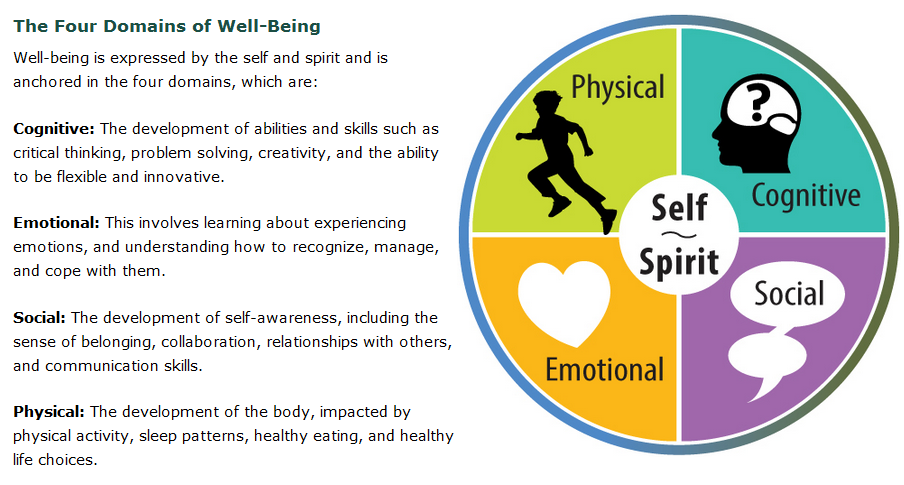 The Four Domains of Well-Being
Well-being is expressed by the self and spirit and is
anchored in the four domains, which are:
Cognitive: The development of abilities and skills such as
critical thinking, problem solving, creativity, and the ability
to be flexible and innovative.
Emotional: This involves learning about experiencing
emotions, and understanding how to recognize, manage,
and cope with them.
Social: The development of self-awareness, including the
sense of belonging, collaboration, relationships with others,
and communication skills.
Physical: The development of the body, impacted by
physical activity, sleep patterns, healthy eating, and healthy
life choices.
Physical
?
Cognitive
Self
Spirit
Emotional
Social